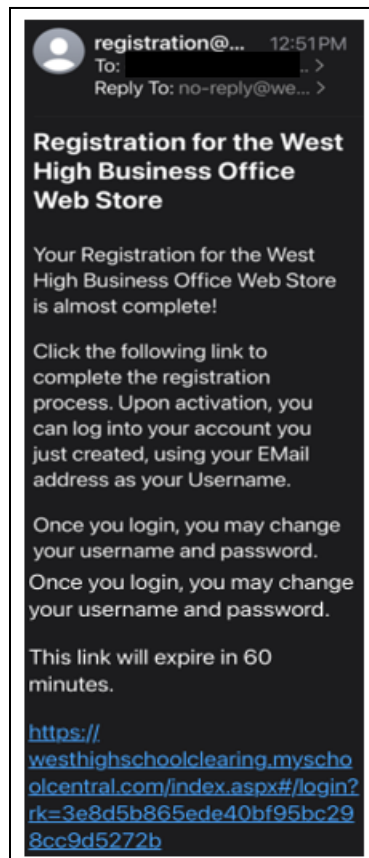 registration@... 12:51PM
To: .. >
Reply To: no-reply@we... >
Registration for the West
High Business Office
Web Store
Your Registration for the West
High Business Office Web Store
is almost complete!
Click the following link to
complete the registration
process. Upon activation, you
can log into your account you
just created, using your EMail
address as your Username.
Once you login, you may change
your username and password.
Once you login, you may change
your username and password.
This link will expire in 60
minutes.
https://
westhighschoolclearing.myscho
olcentral.com/index.aspx#/login?
rk=3e8d5b865ede40bf95bc29
8cc9d5272b